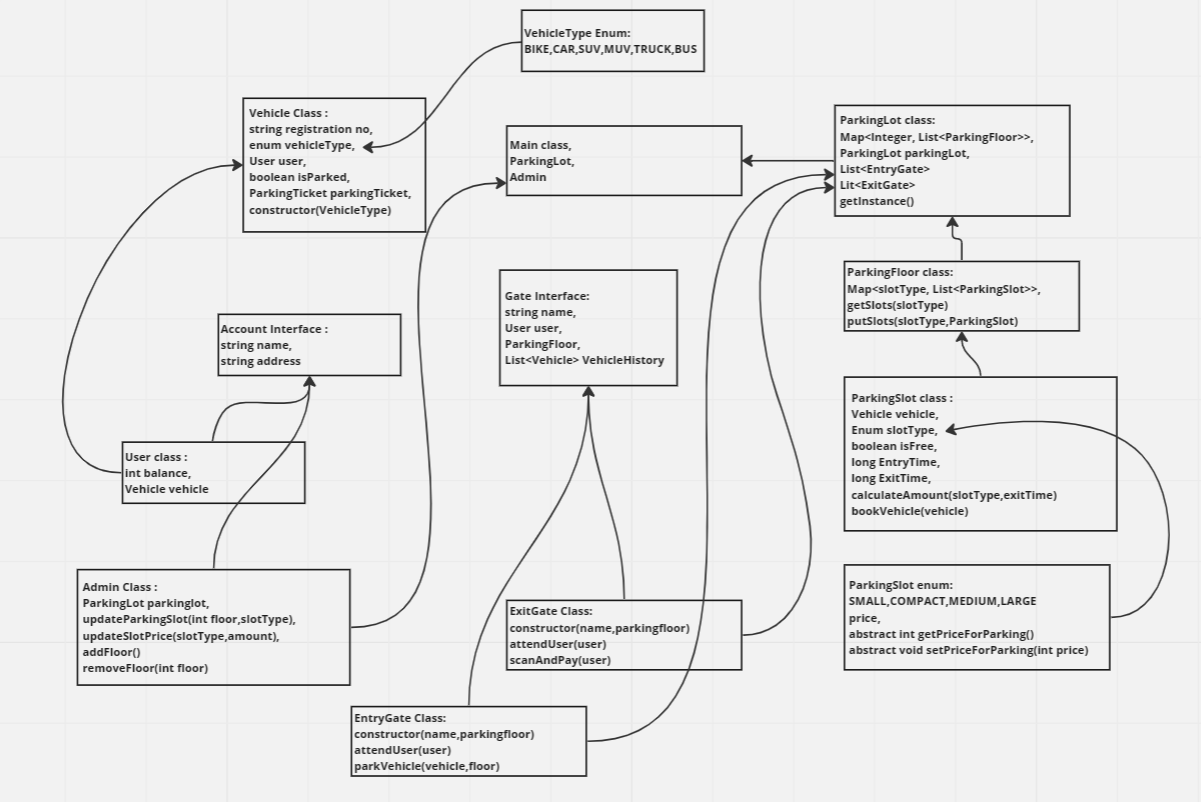 VehicleType Enum:
BIKE,CAR,SUV,MUV,TRUCK,BUS
Vehicle Class :
string registration no,
enum vehicleType,
User user,
boolean isParked,
ParkingTicket parkingTicket,
constructor(VehicleType)
Main class,
ParkingLot,
Admin
ParkingLot class:
Map<Integer, List<ParkingFloor>>,
ParkingLot parkingLot,
List<EntryGate>
Lit<ExitGate>
getInstance()
ParkingFloor class:
Map<slotType, List<ParkingSlot>>,
getSlots(slotType)
putSlots(slotType,ParkingSlot)
Gate Interface:
string name,
User user,
ParkingFloor,
List<Vehicle> VehicleHistory
Account Interface :
string name,
string address
ParkingSlot class :
Vehicle vehicle,
Enum slotType,
boolean isFree,
long EntryTime,
long ExitTime,
calculateAmount(slotType,exitTime)
bookVehicle(vehicle)
User class :
int balance,
Vehicle vehicle
Admin Class :
ParkingLot parkinglot,
updateParkingSlot(int floor,slotType),
updateSlotPrice(slotType,amount),
addFloor()
removeFloor(int floor)
ExitGate Class:
constructor(name,parkingfloor)
attendUser(user)
scanAndPay(user)
ParkingSlot enum:
SMALL,COMPACT,MEDIUM,LARGE
price,
abstract int getPriceForParking()
abstract void setPriceForParking(int price)
EntryGate Class:
constructor(name,parkingfloor)
attendUser(user)
parkVehicle(vehicle,floor)